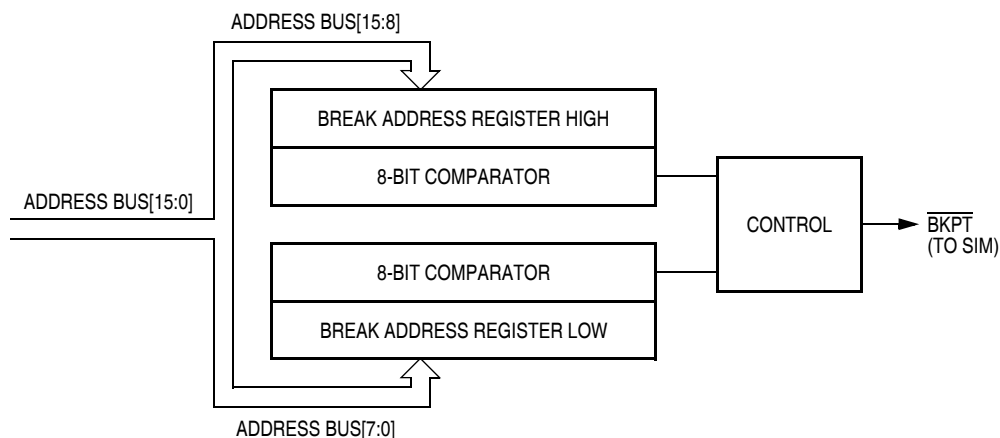 ADDRESS BUS[15:8]
BREAK ADDRESS REGISTER HIGH
8-BIT COMPARATOR
ADDRESS BUS[15:0]
CONTROL
BKPT
(TO SIM)
8-BIT COMPARATOR
BREAK ADDRESS REGISTER LOW
ADDRESS BUS[7:0]